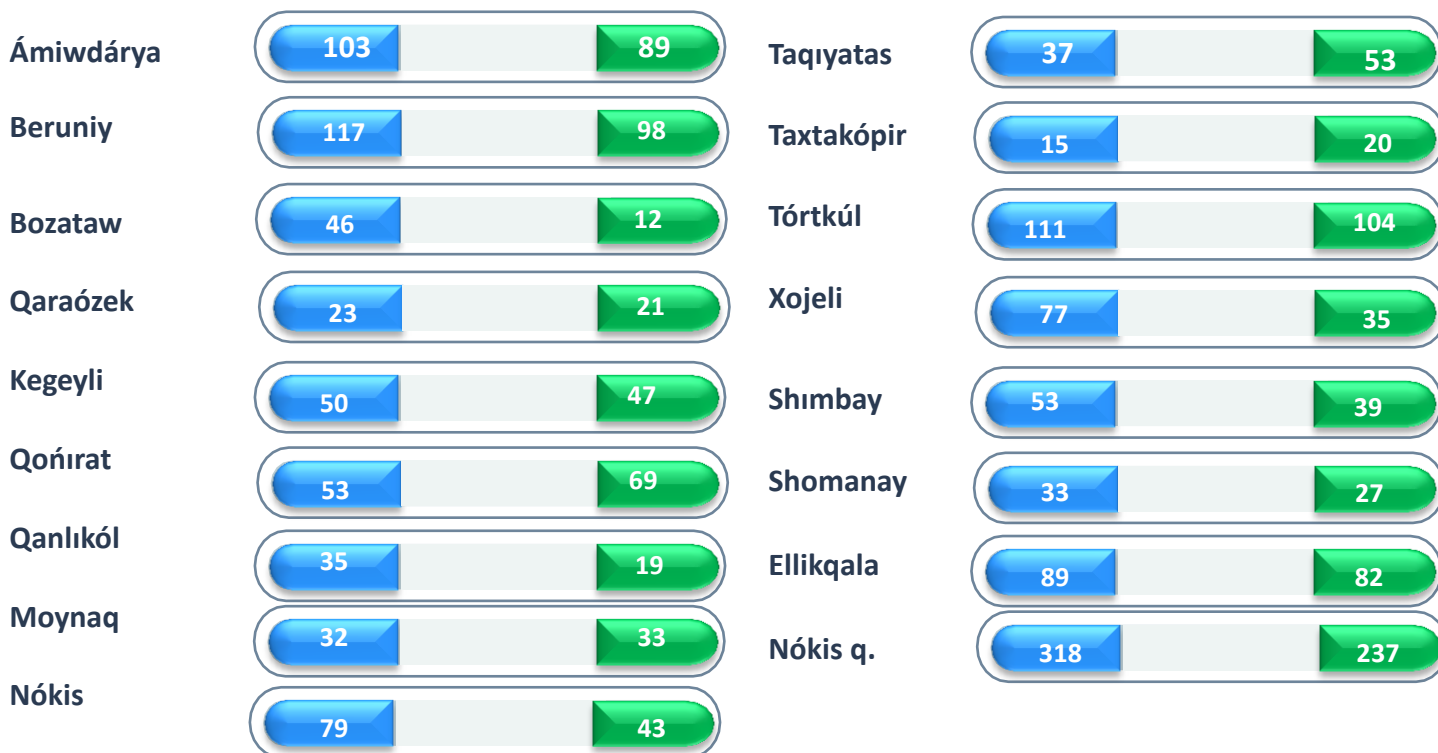 Ámiwdárya 103 89
Beruniy 117 98
Bozataw 46 12
Qaraózek 23 21
Kegeyli 50 47
Qońırat 53 69
Qanlıkól 35 19
Moynaq 32 33
Nókis 79 43
Taqıyatas 37 53
Taxtakópir 15 20
Tórtkúl 111 104
Xojeli 77 35
Shımbay 53 39
Shomanay 33 27
Ellikqala 89 82
Nókis q. 318 237